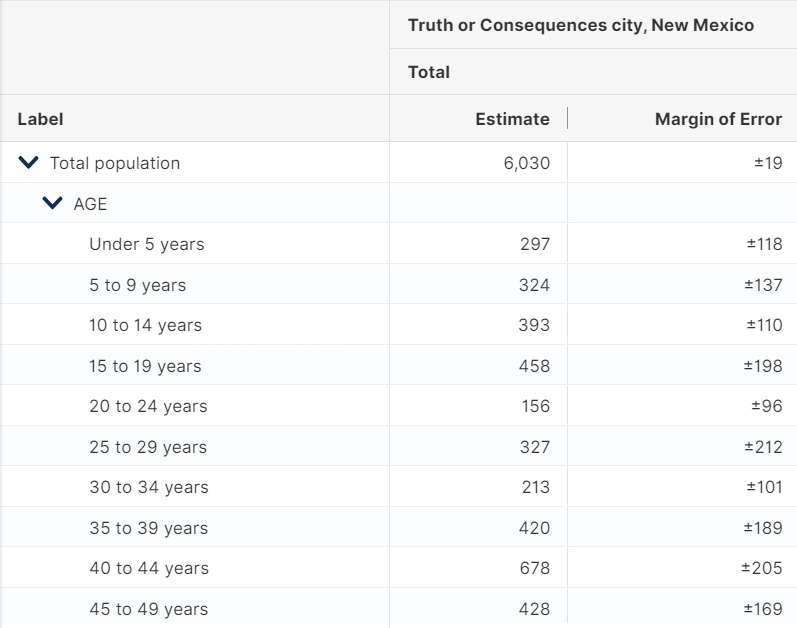 Truth or Consequences city, New Mexico
Total
Label Estimate Margin of Error
Total population 6,030 ±19
AGE
Under 5 years 297 ±118
5 to 9 years 324 ±137
10 to 14 years 393 ±110
15 to 19 years 458 ±198
20 to 24 years 156 ±96
25 to 29 years 327 ±212
30 to 34 years 213 ±101
35 to 39 years 420 ±189
40 to 44 years 678 ±205
45 to 49 years 428 ±169